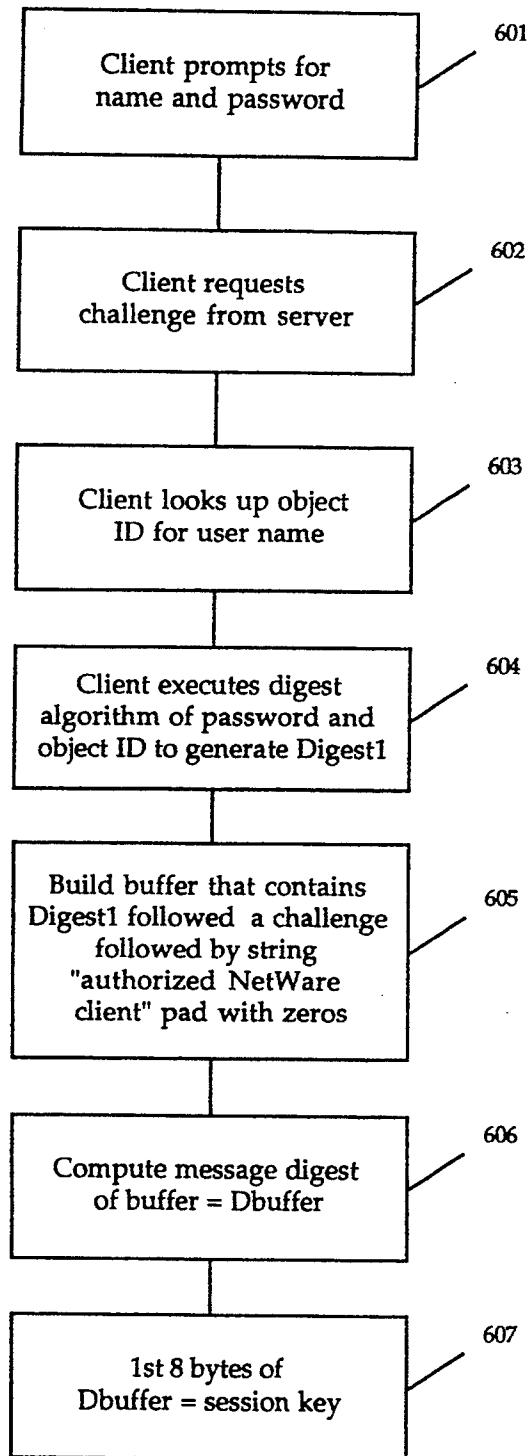 601
Client prompts for
name and password
602
Client requests
challenge from server
603
Client looks up object
ID for user name
604
Client executes digest
algorithm of password and
object ID to generate Digest1
605
Build buffer that contains
Digest1 followed a challenge
followed by string
"authorized NetWare
client" pad with zeros
606
Compute message digest
of buffer = Dbuffer
607
1st 8 bytes of
Dbuffer = session key